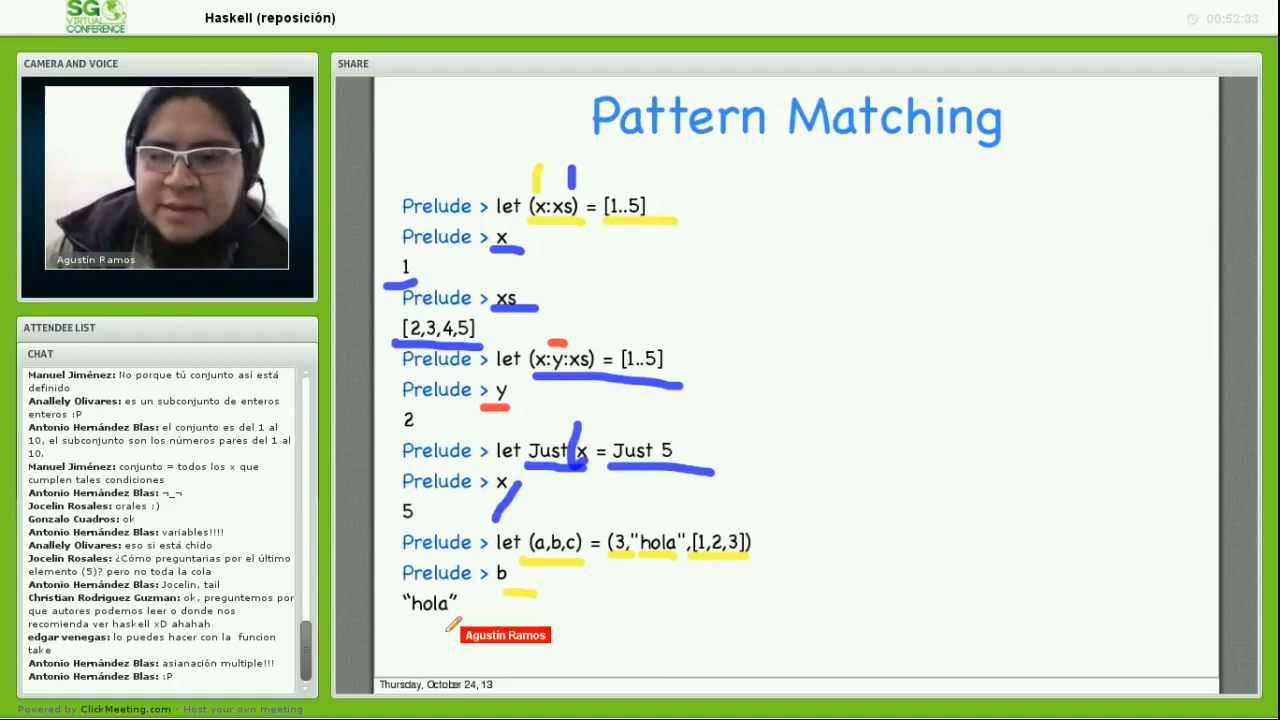 SG
VIRTUAL
CONFERENCE
Haskell (reposición)
00:52:33
CAMERA AND VOICE
Agustín Ramos
ATTENDEE LIST
CHAT
Manuel Jiménez: No porque tú conjunto así está
definido
Anallely Olivares: es un subconjunto de enteros
enteros :P
Antonio Hernández Blas: el conjunto es del 1 al
10, el subconjunto son los números pares del 1 al
10.
Manuel Jiménez: conjunto = todos los x que
cumplen tales condiciones
Antonio Hernández Blas: ¬_¬
Jocelin Rosales: orales :)
Gonzalo Cuadros: ok
Antonio Hernández Blas: variables!!!!
Anallely Olivares: eso si está chido
Jocelin Rosales: ¿Cómo preguntarias por el último
elemento (5)? pero no toda la cola
Antonio Hernández Blas: Jocelin, tail
Christian Rodriguez Guzman: ok, preguntemos por
que autores podemos leer o donde nos
recomienda ver haskell xD ahahah
edgar venegas: lo puedes hacer con la funcion
take
Antonio Hernández Blas: asianación multiple!!!
Antonio Hernández Blas: :P
SHARE
Pattern Matching
Prelude > let (x:xs) = [1..5]
Prelude > x
1
Prelude > xs
[2,3,4,5]
Prelude > let (x:y:xs) = [1..5]
Prelude > y
2
Prelude > let Just x = Just 5
Prelude > x
5
Prelude > let (a,b,c) = (3,"hola",[1,2,3])
Prelude > b
“hola”
Agustín Ramos
Thursday, October 24, 13
Powered by ClickMeeting.com - Host your own meeting